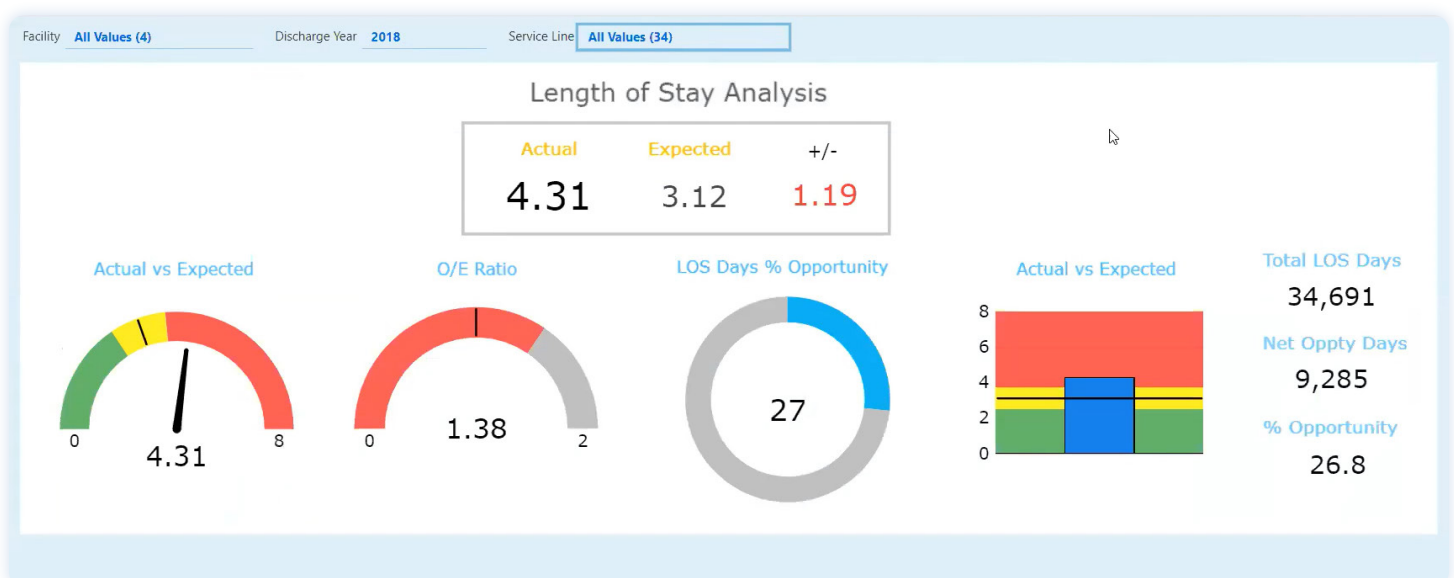 Facility All Values (4) Discharge Year 2018 Service Line All Values (34)
Length of Stay Analysis
Actual Expected +/-
4.31 3.12 1.19
Actual vs Expected
0 8
4.31
O/E Ratio
1.38
0 2
LOS Days % Opportunity
27
Actual vs Expected
8
6
4
2
0
Total LOS Days
34,691
Net Oppty Days
9,285
% Opportunity
26.8